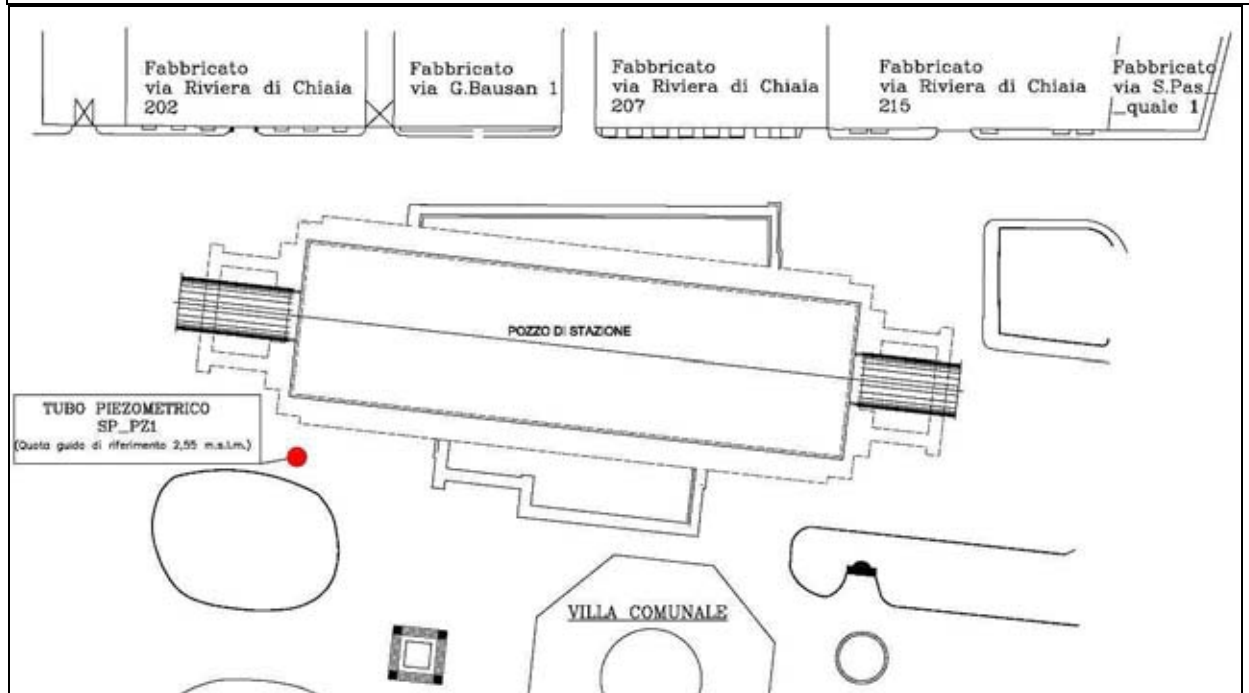 Fabbricato
via Riviera di Chiaia
202
Fabbricato
via G.Bausan 1
Fabbricato
via Riviera di Chiaia
207
Fabbricato
via Riviera di Chiaia
215
Fabbricato
via S.Pas_
_quale 1
POZZO DI STAZIONE
TUBO PIEZOMETRICO
SP_PZ1
(Quota guida di riferimento 2,55 m.s.l.m.)
VILLA COMUNALE